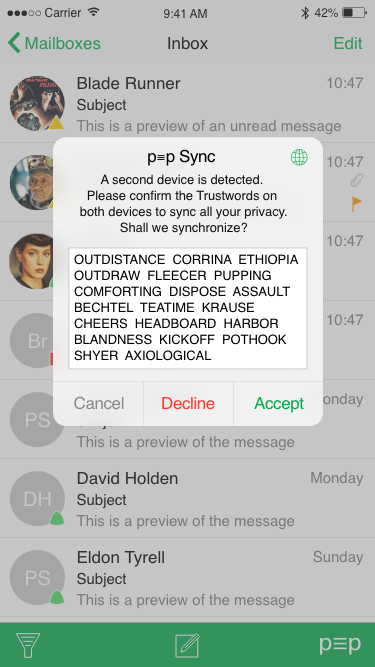 Carrier 9:41 AM 42%
Mailboxes Inbox Edit
Blade Runner 10:47
Subject
This is a preview of an unread message
10:47
p≡p Sync
A second device is detected.
Please confirm the Trustwords on
both devices to sync all your privacy.
Shall we synchronize?
10:47
OUTDISTANCE CORRINA ETHIOPIA
OUTDRAW FLEECER PUPPING
COMFORTING DISPOSE ASSAULT
BECHTEL TEATIME KRAUSE
CHEERS HEADBOARD HARBOR
BLANDNESS KICKOFF POTHOOK
SHYER AXIOLOGICAL
Br 10:47
Cancel Decline Accept
PS
This is a preview of the message
David Holden Monday
DH Subject
This is a preview of the message
Eldon Tyrell Sunday
PS Subject
This is a preview of the message
p≡p